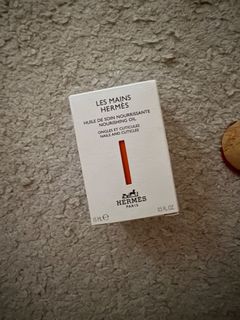 LES MAINS
HERMÈS
HUILE DE SOIN NOURRISSANTE
NOURISHING OIL
ONGLES ET CUTICULES
NAILS AND CUTICLES
HERMÈS
PARIS
15 ML ℮ 0.5 FL.OZ